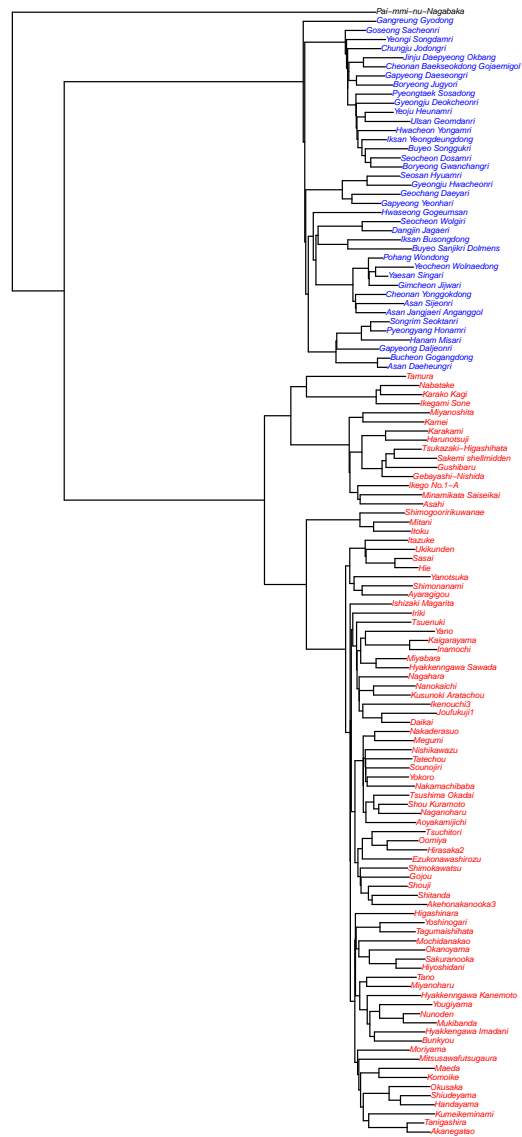 Pai−mmi−nu−Nagabaka
Gangreung Gyodong
Goseong Sacheonri
Yeongi Songdamri
Chungju Jodongri
Jinju Daepyeong Okbang
Cheonan Baekseokdong Gojaemigol
Gapyeong Daeseongri
Boryeong Jugyori
Pyeongtaek Sosadong
Gyeongju Deokcheonri
Yeoju Heunamri
Ulsan Geomdanri
Hwacheon Yongamri
Iksan Yeongdeungdong
Buyeo Songgukri
Seocheon Dosamri
Boryeong Gwanchangri
Seosan Hyuamri
Gyeongju Hwacheonri
Geochang Daeyari
Gapyeong Yeonhari
Hwaseong Gogeumsan
Seocheon Wolgiri
Dangjin Jagaeri
Iksan Busongdong
Buyeo Sanjikri Dolmens
Pohang Wondong
Yeocheon Wolnaedong
Yaesan Singari
Gimcheon Jijwari
Cheonan Yonggokdong
Asan Sijeonri
Asan Jangjaeri Anganggol
Songrim Seoktanri
Pyeongyang Honamri
Hanam Misari
Gapyeong Daljeonri
Bucheon Gogangdong
Asan Daeheungri
Tamura
Nabatake
Karako Kagi
Ikegami Sone
Miyanoshita
Kamei
Karakami
Harunotsuji
Tsukazaki−Higashihata
Sakemi shellmidden
Gushibaru
Gebayashi−Nishida
Ikego No.1−A
Minamikata Saiseikai
Asahi
Shimogooririkuwanae
Mitani
Itoku
Itazuke
Ukikunden
Sasai
Hie
Yanotsuka
Shimonanami
Ayaragigou
Ishizaki Magarita
Iriki
Tsuenuki
Yano
Kaigarayama
Inamochi
Miyabara
Hyakkenngawa Sawada
Nagahara
Nanokaichi
Kusunoki Aratachou
Ikenouchi3
Joufukuji1
Daikai
Nakaderasuo
Megumi
Nishikawazu
Tatechou
Sounojiri
Yokoro
Nakamachibaba
Tsushima Okadai
Shou Kuramoto
Naganoharu
Aoyakamijichi
Tsuchitori
Oomiya
Hirasaka2
Ezukonawashirozu
Shimokawatsu
Gojou
Shouji
Shitanda
Akehonakanooka3
Higashinara
Yoshinogari
Tagumaishihata
Mochidanakao
Okanoyama
Sakuranooka
Hiyoshidani
Tano
Miyanoharu
Hyakkenngawa Kanemoto
Yougiyama
Nunoden
Mukibanda
Hyakkengawa Imadani
Bunkyou
Moriyama
Mitsusawafutsugaura
Maeda
Komoike
Okusaka
Shiudeyama
Handayama
Kumeikeminami
Tanigashira
Akanegatao